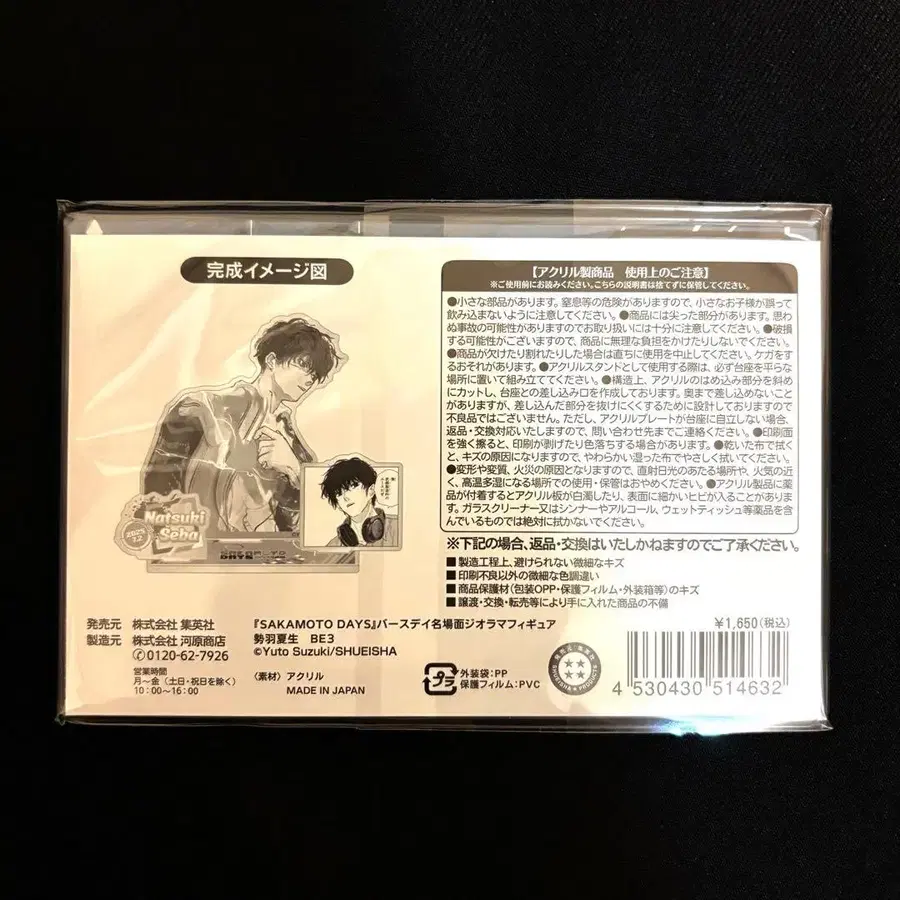 完成イメージ図
Natsuki
Seba
2025
7.2
【アクリル製商品 使用上のご注意】
※ご使用前にお読みください。こちらの説明書は捨てずに保管してください。
●小さな部品があります。窒息等の危険がありますので、小さなお子様が誤って
飲み込まないように注意してください。●商品には尖った部分があります。思わ
ぬ事故の可能性がありますのでお取り扱いには十分に注意してください。●破損
する可能性がございますので、商品に無理な負担をかけたりしないでください。
●商品が欠けたり割れたりした場合は直ちに使用を中止してください。ケガをす
るおそれがあります。●アクリルスタンドとして使用する際は、必ず台座を平らな
場所に置いて組み立ててください。●構造上、アクリルのはめ込み部分を斜め
にカットし、台座との差し込み口を作成しております。奥まで差し込めないこと
がありますが、差し込んだ部分を抜けにくくするために設計しておりますので
不良品ではございません。ただし、アクリルプレートが台座に自立しない場合、
返品・交換対応いたしますので、問い合わせ先までご連絡ください。●印刷面
を強く擦ると、印刷が剥げたり色落ちする場合があります。●乾いた布で拭く
と、キズの原因になりますので、やわらかい湿った布でやさしく拭いてください。
●変形や変質、火災の原因となりますので、直射日光のあたる場所や、火気の近
く、高温多湿になる場所での使用・保管はおやめください。●アクリル製品に薬
品が付着するとアクリル板が白濁したり、表面に細かいヒビが入ることがありま
す。ガラスクリーナー又はシンナーやアルコール、ウェットティッシュ等薬品を含
んでいるものでは絶対に拭かないでください。
※下記の場合、返品・交換はいたしかねますのでご了承ください。
■製造工程上、避けられない微細なキズ
■印刷不良以外の微細な色調違い
■商品保護材(包装OPP・保護フィルム・外装箱等)のキズ
■譲渡・交換・転売等により手に入れた商品の不備
発売元 株式会社 集英社
製造元 株式会社 河原商店
0120-62-7926
営業時間
月〜金(土日・祝日を除く)
10:00〜16:00
『SAKAMOTO DAYS』バースデイ名場面ジオラマフィギュア
勢羽夏生 BE3
©Yuto Suzuki/SHUEISHA
〈素材〉アクリル
MADE IN JAPAN
プラ
外装袋:PP
保護フィルム:PVC
¥1,650(税込)
4 530430 514632